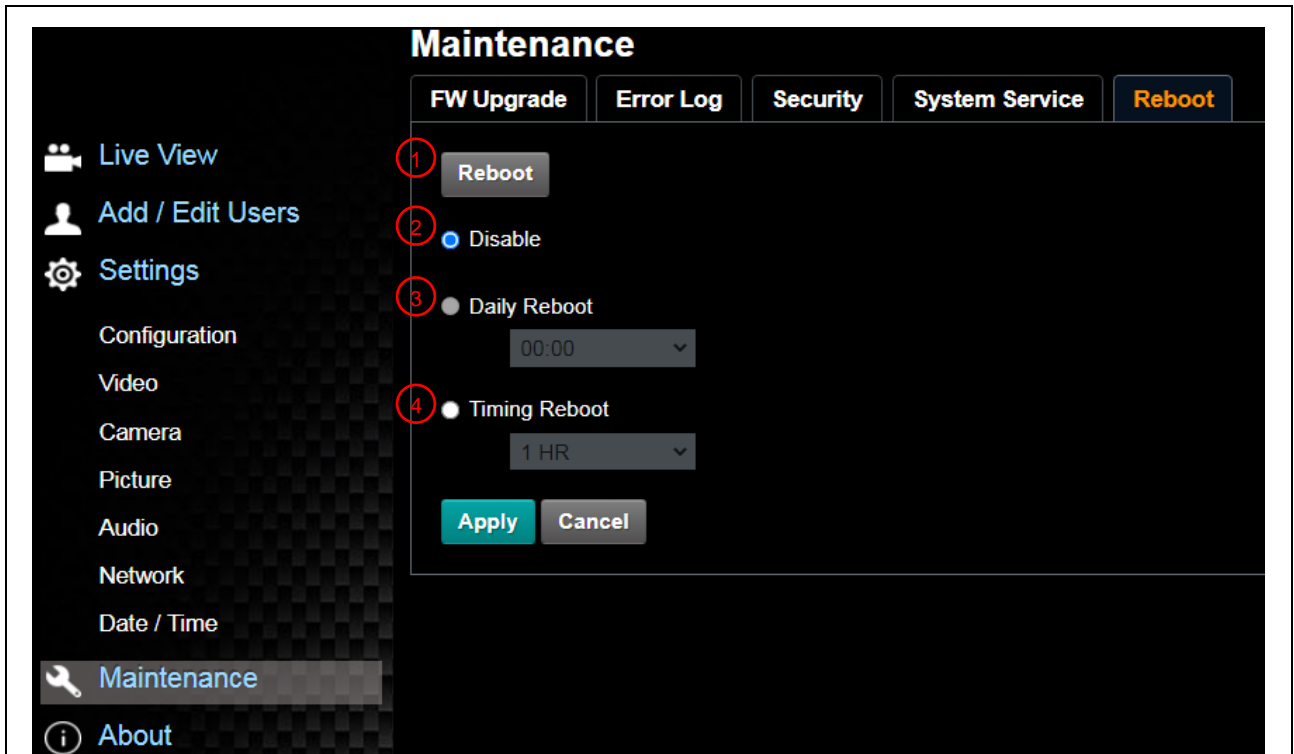 Maintenance
FW Upgrade Error Log Security System Service Reboot
Live View
Add / Edit Users
Settings
Configuration
Video
Camera
Picture
Audio
Network
Date / Time
Maintenance
About
1
Reboot
2
Disable
3
Daily Reboot
00:00
4
Timing Reboot
1 HR
Apply Cancel